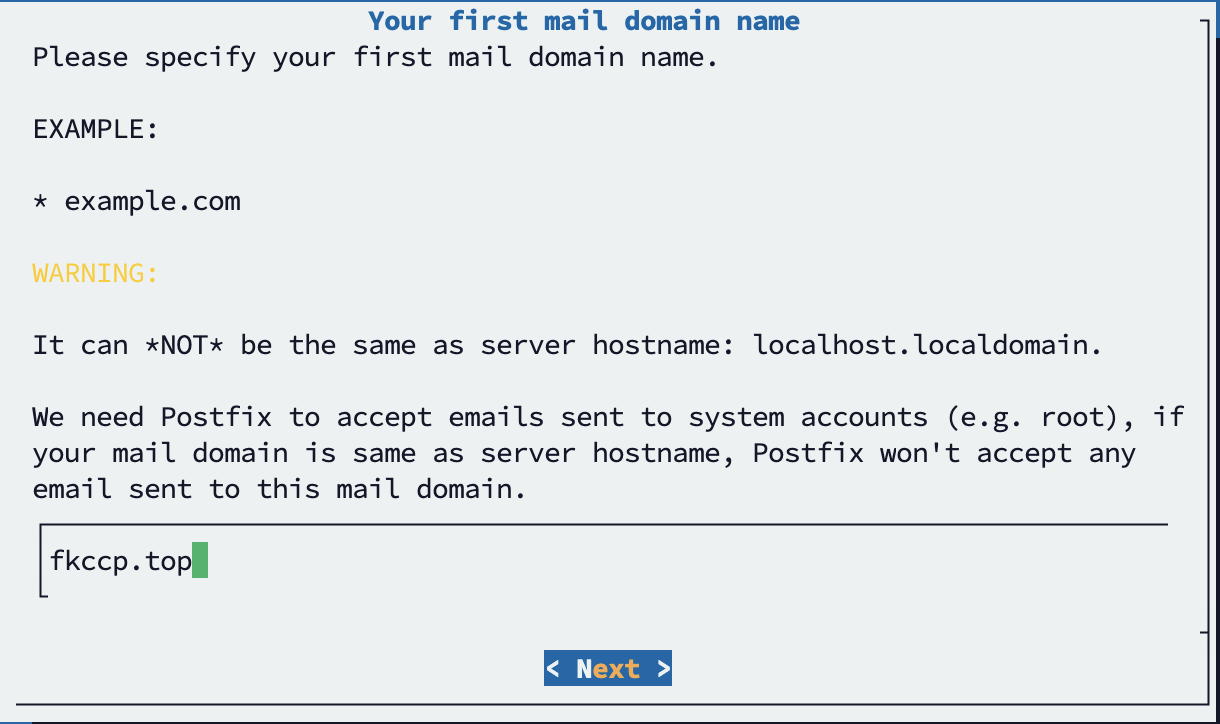 Your first mail domain name
Please specify your first mail domain name.
EXAMPLE:
* example.com
WARNING:
It can *NOT* be the same as server hostname: localhost.localdomain.
We need Postfix to accept emails sent to system accounts (e.g. root), if
your mail domain is same as server hostname, Postfix won't accept any
email sent to this mail domain.
fkccp.top
< Next >